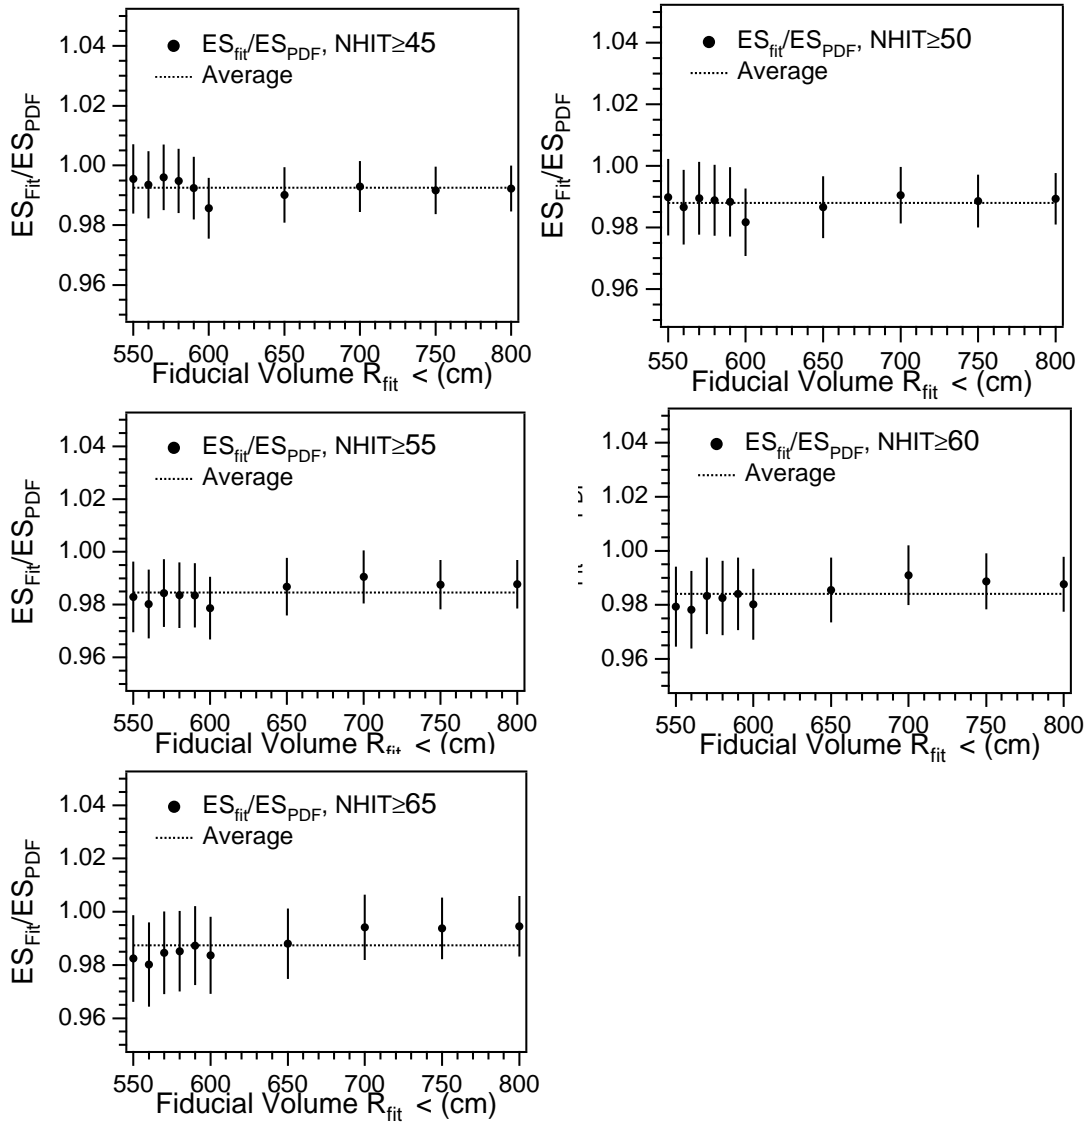 1.04
1.02
1.00
0.98
0.96
ES_Fit/ES_PDF
ES_fit/ES_PDF, NHIT≥45
Average
550 600 650 700 750 800
Fiducial Volume R_fit < (cm)
1.04
1.02
1.00
0.98
0.96
ES_Fit/ES_PDF
ES_fit/ES_PDF, NHIT≥50
Average
550 600 650 700 750 800
Fiducial Volume R_fit < (cm)
1.04
1.02
1.00
0.98
0.96
ES_Fit/ES_PDF
ES_fit/ES_PDF, NHIT≥55
Average
550 600 650 700 750 800
Fiducial Volume R_fit < (cm)
1.04
1.02
1.00
0.98
0.96
ES_fit/ES_PDF, NHIT≥60
Average
550 600 650 700 750 800
Fiducial Volume R_fit < (cm)
1.04
1.02
1.00
0.98
0.96
ES_Fit/ES_PDF
ES_fit/ES_PDF, NHIT≥65
Average
550 600 650 700 750 800
Fiducial Volume R_fit < (cm)